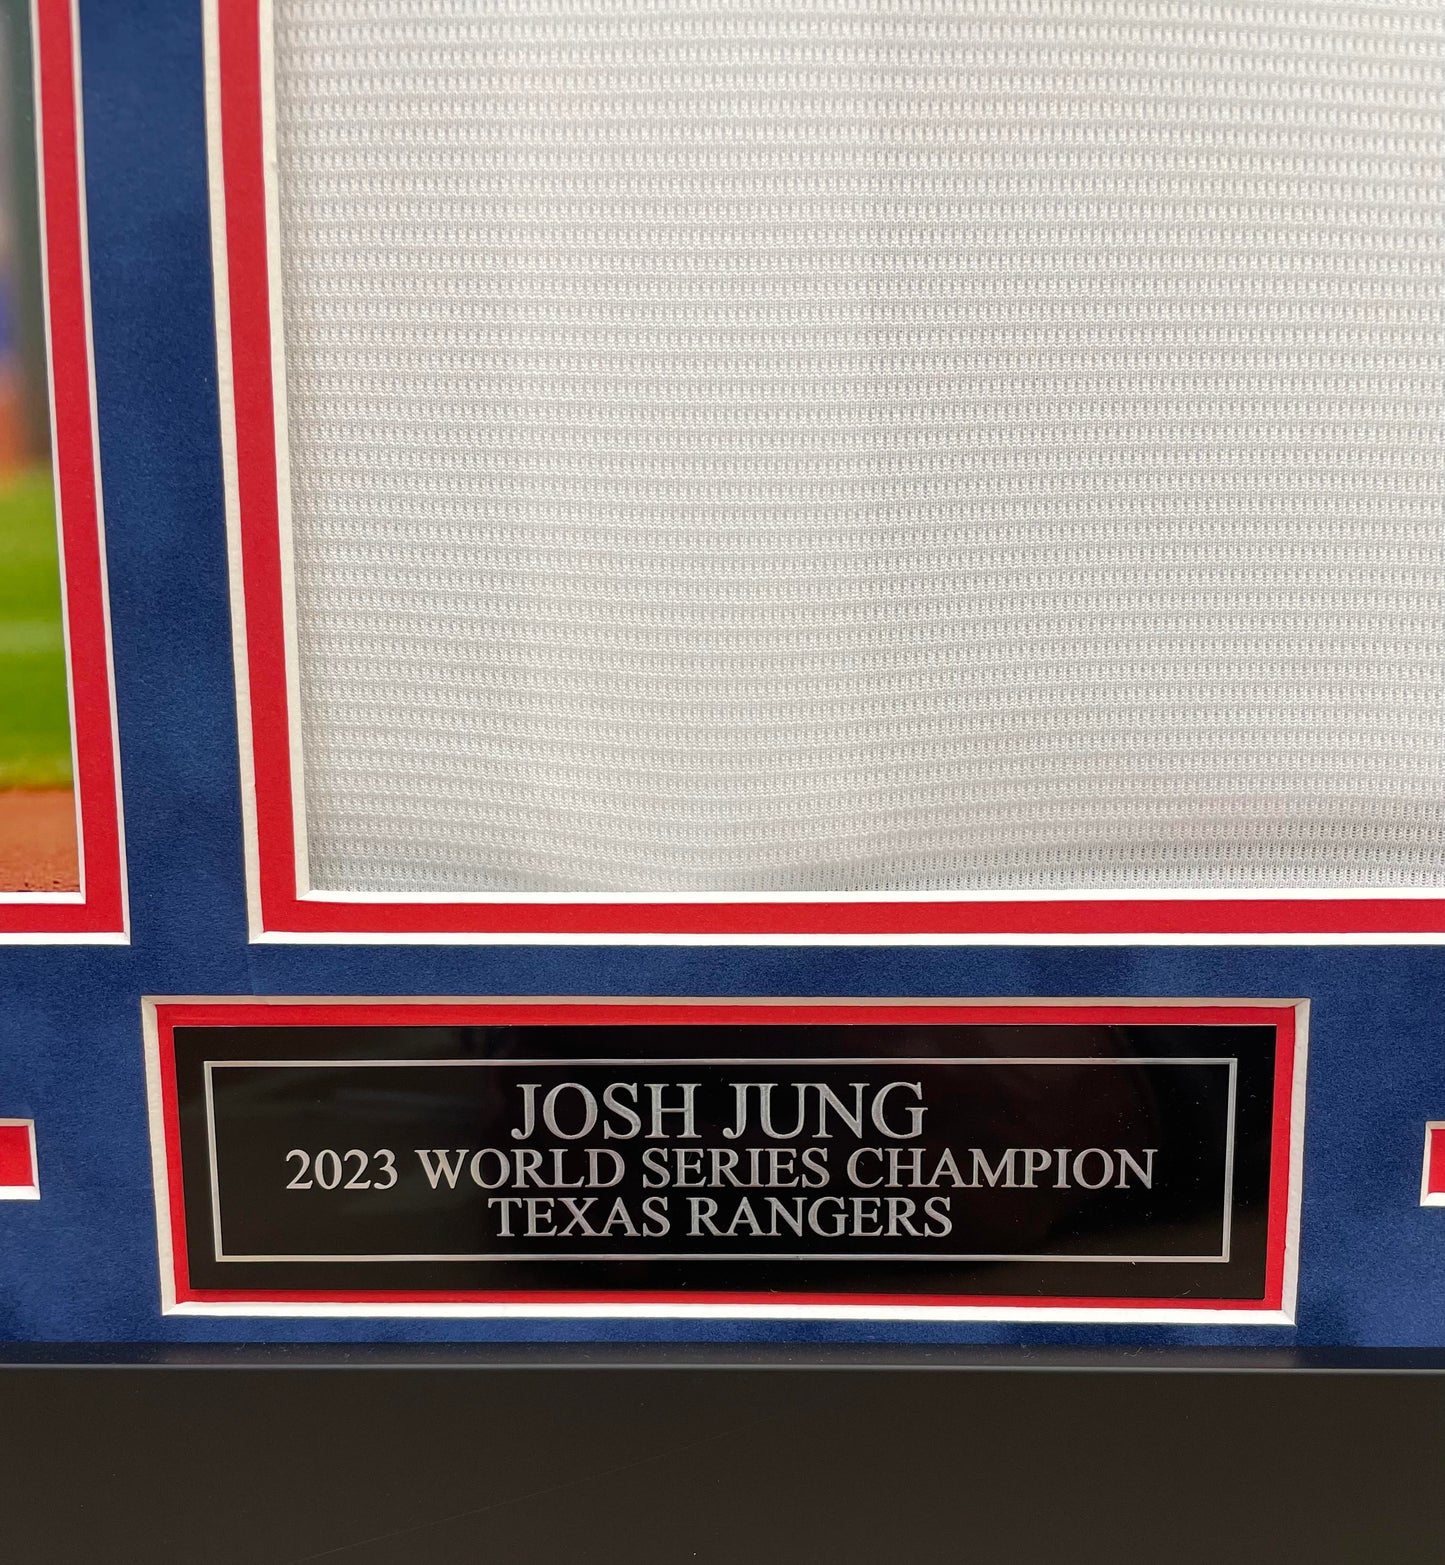 JOSH JUNG
2023 WORLD SERIES CHAMPION
TEXAS RANGERS